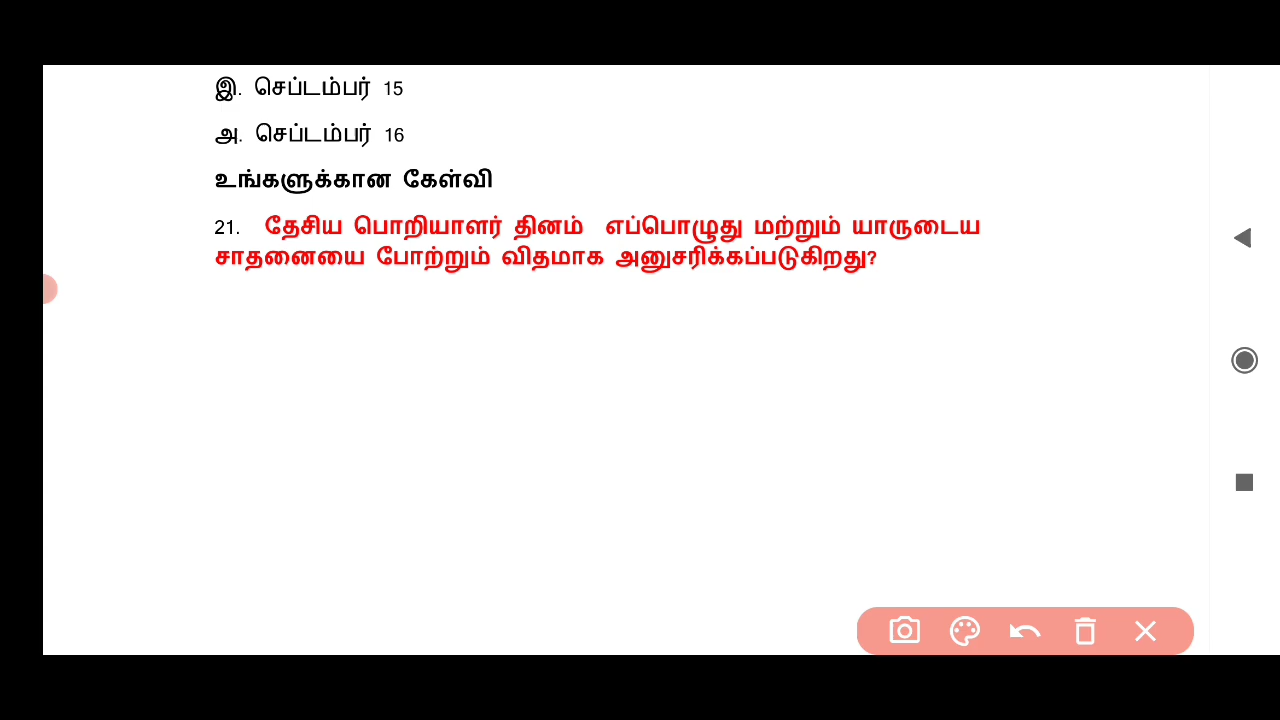 இ. செப்டம்பர் 15
அ. செப்டம்பர் 16
உங்களுக்கான கேள்வி
21. தேசிய பொறியாளர் தினம் எப்பொழுது மற்றும் யாருடைய
சாதனையை போற்றும் விதமாக அனுசரிக்கப்படுகிறது?